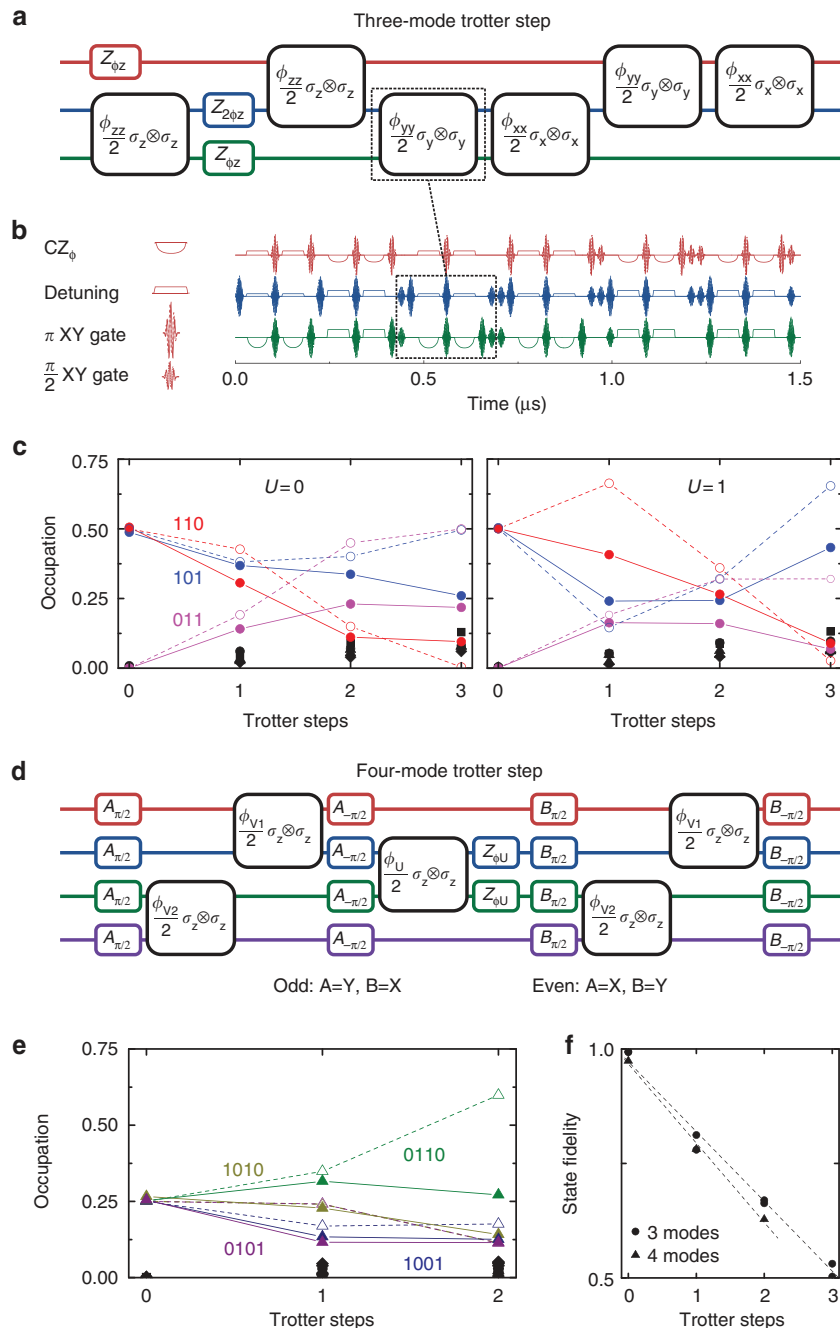 a
Three-mode trotter step
Zϕz
ϕzz/2 σz⊗σz
Z2ϕz
ϕyy/2 σy⊗σy
ϕxx/2 σx⊗σx
ϕzz/2 σz⊗σz
Zϕz
ϕyy/2 σy⊗σy
ϕxx/2 σx⊗σx
b
CZϕ
Detuning
π XY gate
π/2 XY gate
0.0 0.5 1.0 1.5
Time (μs)
c
0.75
0.50
0.25
0.00
Occupation
U=0
110
101
011
0 1 2 3
Trotter steps
U=1
0 1 2 3
Trotter steps
d
Four-mode trotter step
Aπ/2 ϕV1/2 σz⊗σz A−π/2 Bπ/2 ϕV1/2 σz⊗σz B−π/2
Aπ/2 A−π/2 ϕU/2 σz⊗σz ZϕU Bπ/2 B−π/2
Aπ/2 ϕV2/2 σz⊗σz A−π/2 ZϕU Bπ/2 ϕV2/2 σz⊗σz B−π/2
Aπ/2 A−π/2 Bπ/2 B−π/2
Odd: A=Y, B=X
Even: A=X, B=Y
e
0.75
0.50
0.25
0.00
Occupation
1010
0110
0101
1001
0 1 2
Trotter steps
f
1.0
0.5
State fidelity
3 modes
4 modes
0 1 2 3
Trotter steps